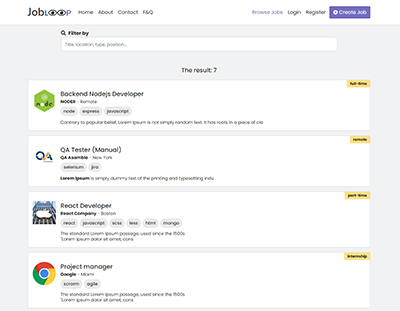 JobLOOP
Home About Contact F&Q
Browse Jobs Login Register Create Job
Filter by
Title, location, type, position...
The result: 7
full-time
Backend Nodejs Developer
NODER - Remote
node express javascript
Contrary to popular belief, Lorem Ipsum is not simply random text. It has roots in a piece of cla
remote
QA Tester (Manual)
QA Asamble - New York
selenium jira
Lorem Ipsum is simply dummy text of the printing and typesetting indu
part-time
React Developer
React Company - Boston
react javascript scss less html mongo
The standard Lorem Ipsum passage, used since the 1500s
"Lorem ipsum dolor sit amet, cons
internship
Project manager
Google - Miami
scrum agile
The standard Lorem Ipsum passage, used since the 1500s
"Lorem ipsum dolor sit amet, cons